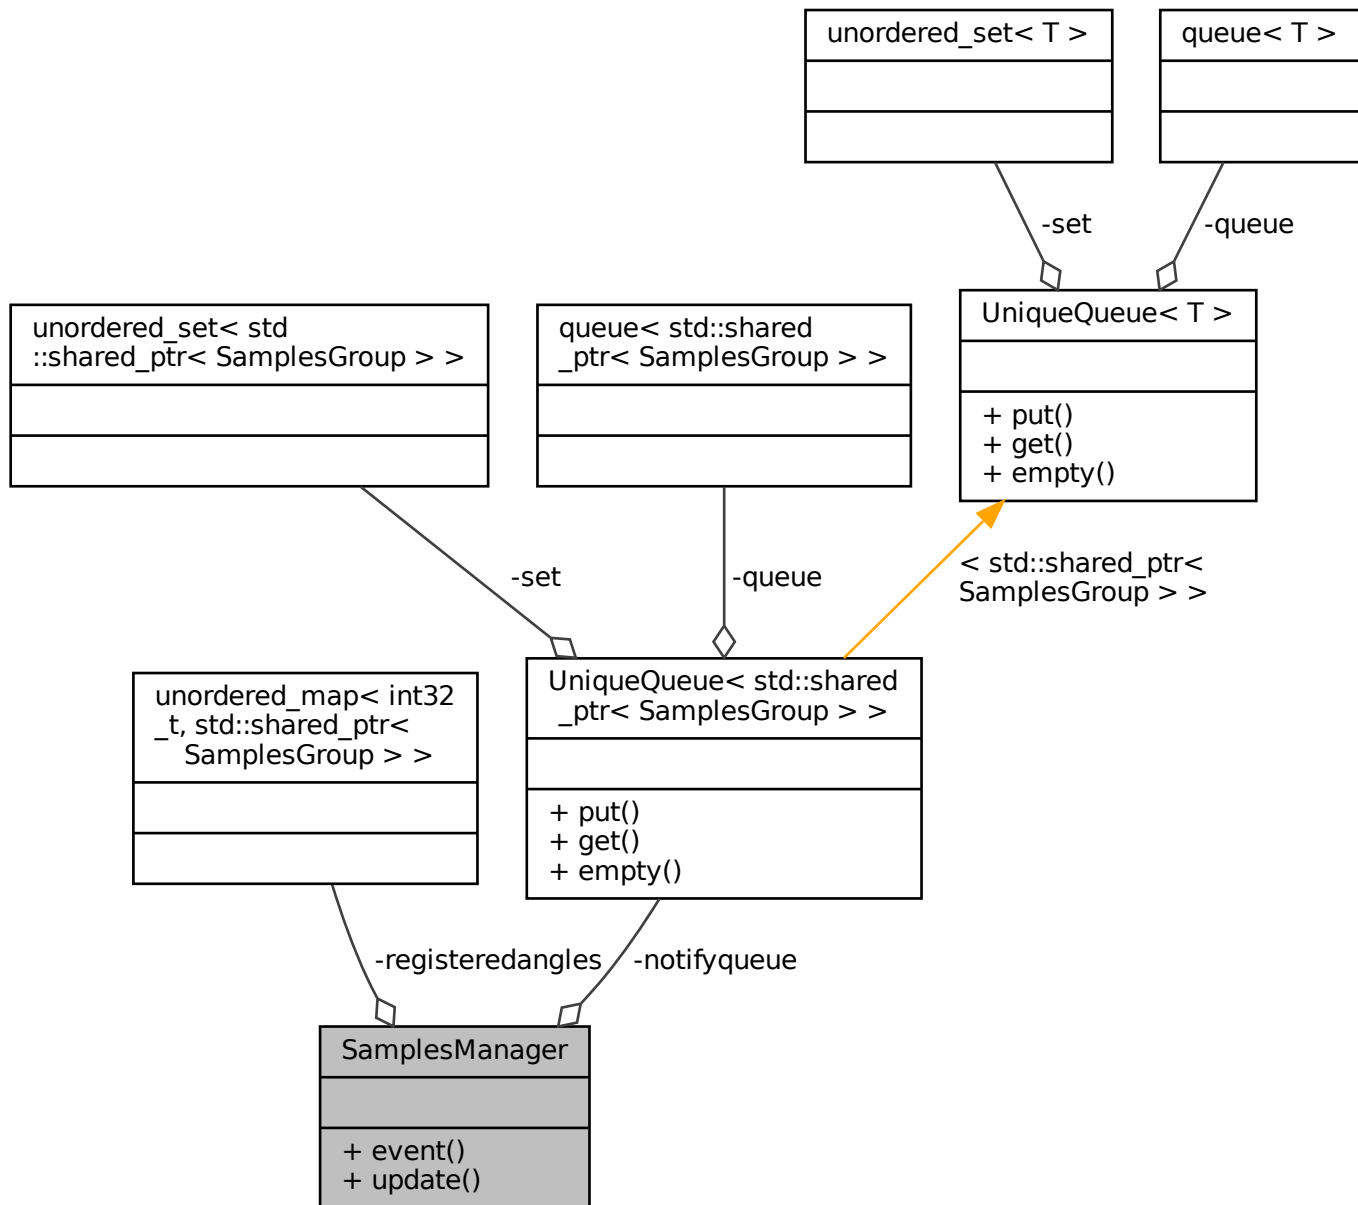 unordered_set< T >
queue< T >
-set
-queue
UniqueQueue< T >
+ put()
+ get()
+ empty()
unordered_set< std
::shared_ptr< SamplesGroup > >
queue< std::shared
_ptr< SamplesGroup > >
-set
-queue
< std::shared_ptr<
SamplesGroup > >
unordered_map< int32
_t, std::shared_ptr<
SamplesGroup > >
UniqueQueue< std::shared
_ptr< SamplesGroup > >
+ put()
+ get()
+ empty()
-registeredangles
-notifyqueue
SamplesManager
+ event()
+ update()